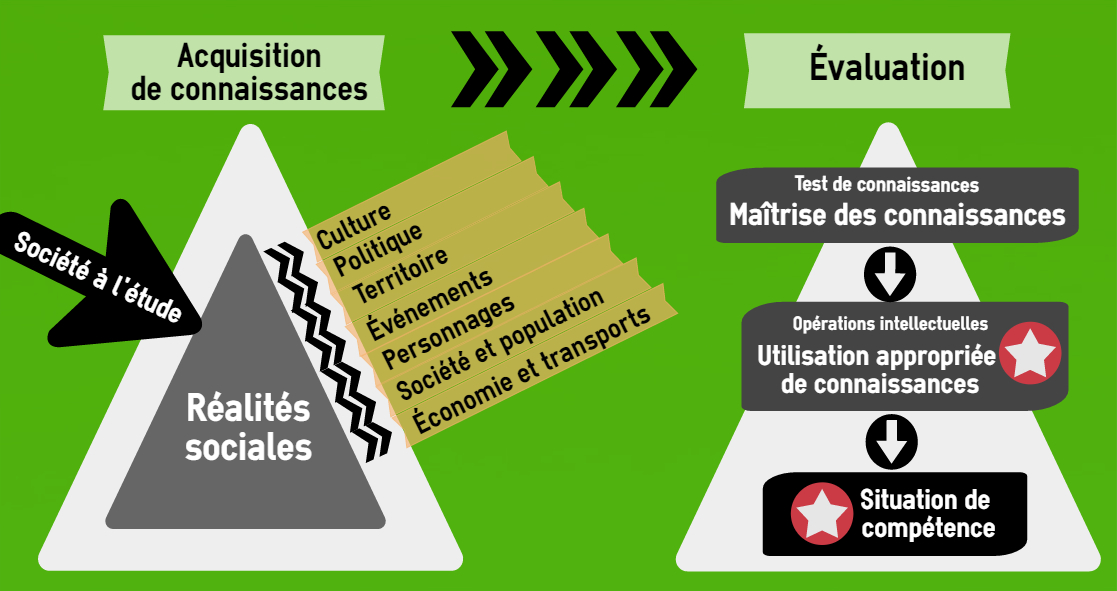 Acquisition
de connaissances
Évaluation
Société à l'étude
Réalités
sociales
Culture
Politique
Territoire
Événements
Personnages
Société et population
Économie et transports
Test de connaissances
Maîtrise des connaissances
Opérations intellectuelles
Utilisation appropriée
de connaissances
Situation de
compétence